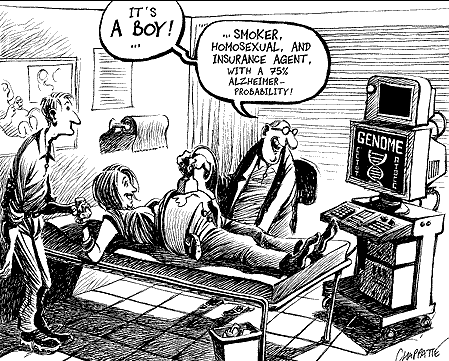 IT'S
A BOY!
...
... SMOKER,
HOMOSEXUAL, AND
INSURANCE AGENT,
WITH A 75%
ALZHEIMER-
PROBABILITY!
GENOME
CHAPPATTE